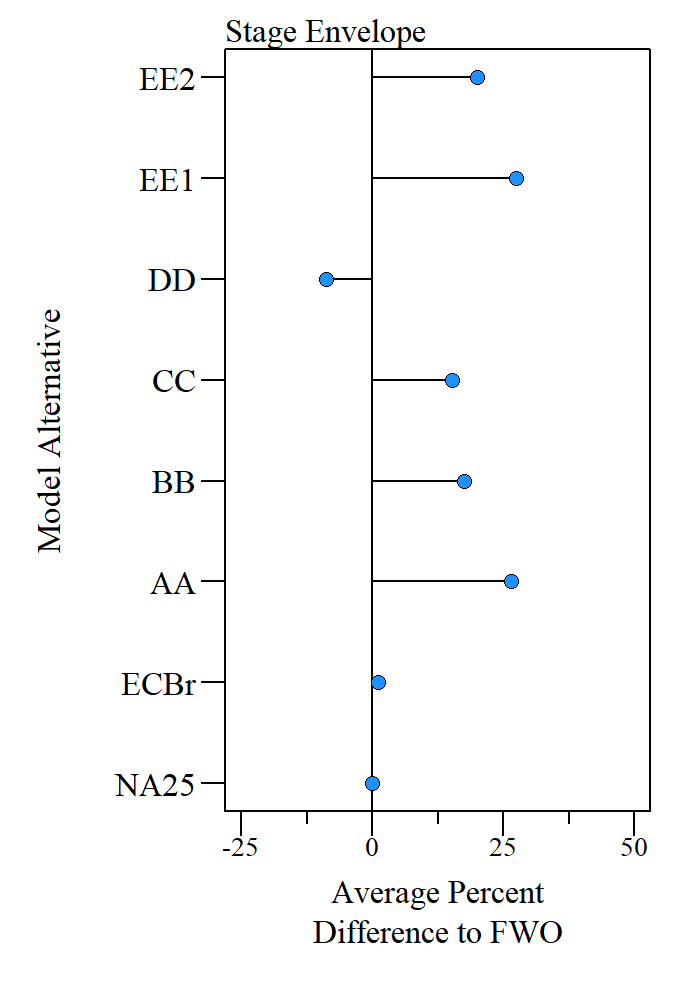 Stage Envelope
EE2
EE1
DD
CC
BB
AA
ECBr
NA25
Model Alternative
-25 0 25 50
Average Percent
Difference to FWO